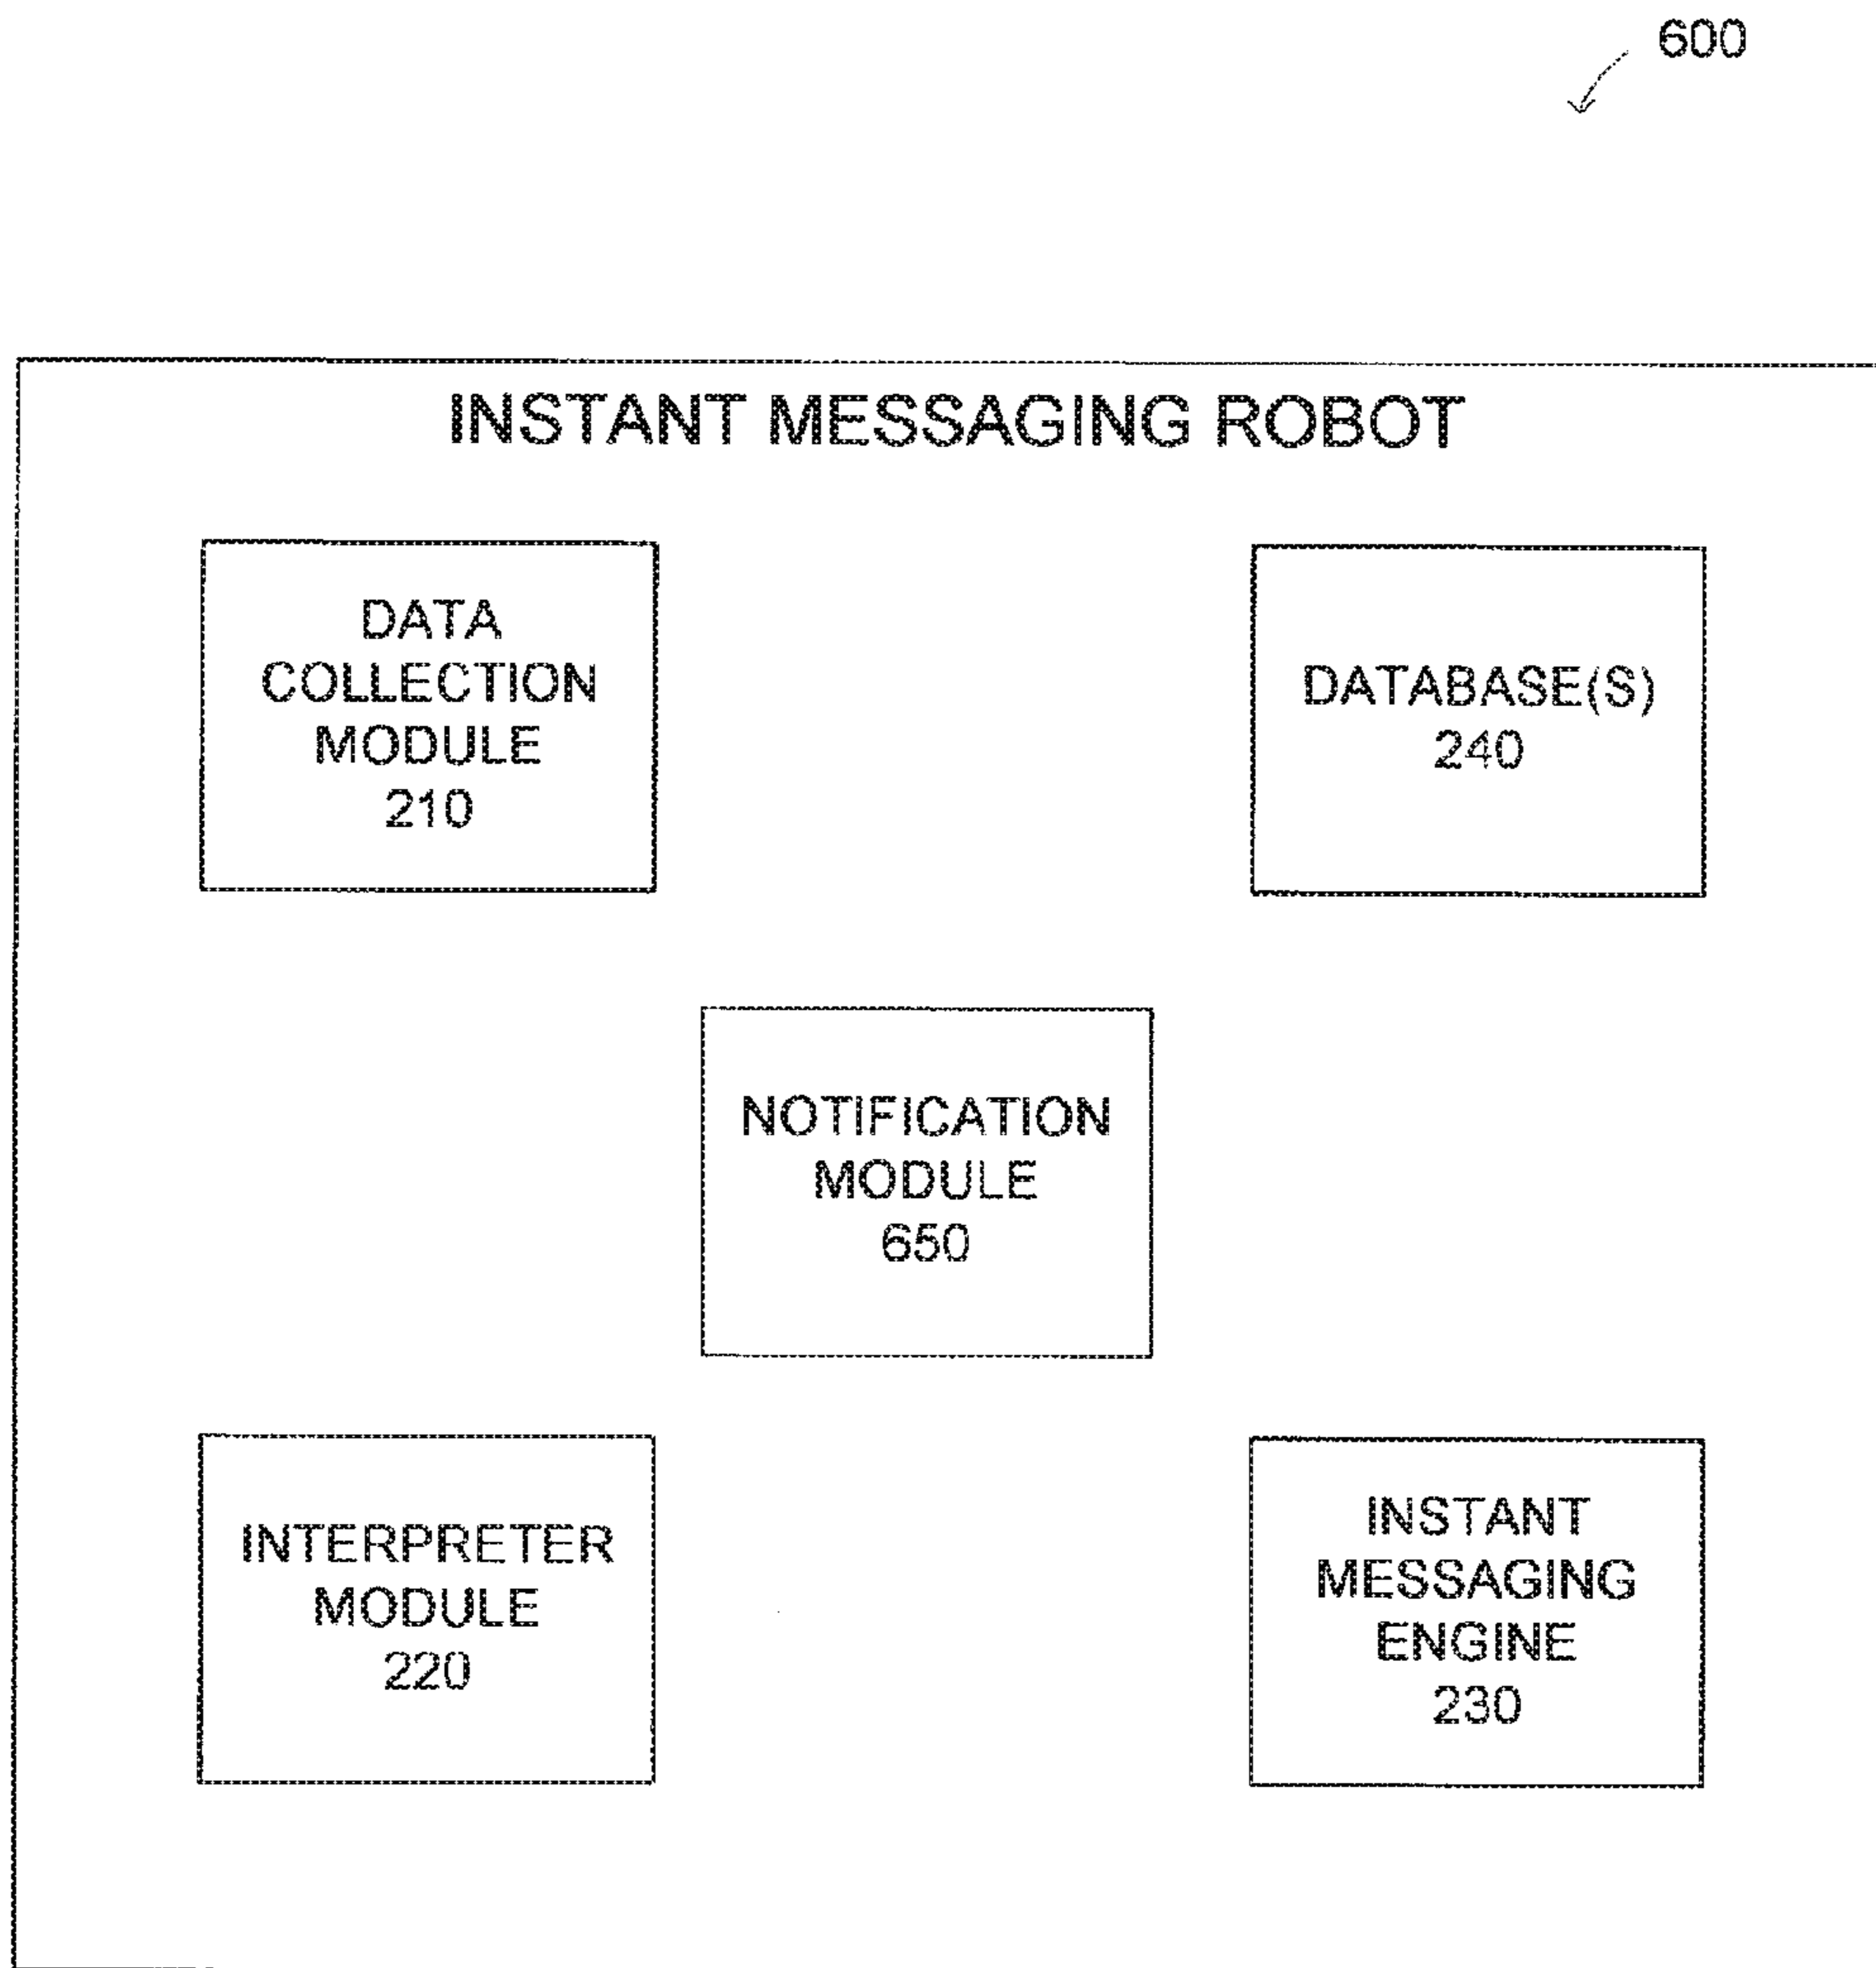 600
INSTANT MESSAGING ROBOT
DATA
COLLECTION
MODULE
210
DATABASE(S)
240
NOTIFICATION
MODULE
650
INTERPRETER
MODULE
220
INSTANT
MESSAGING
ENGINE
230